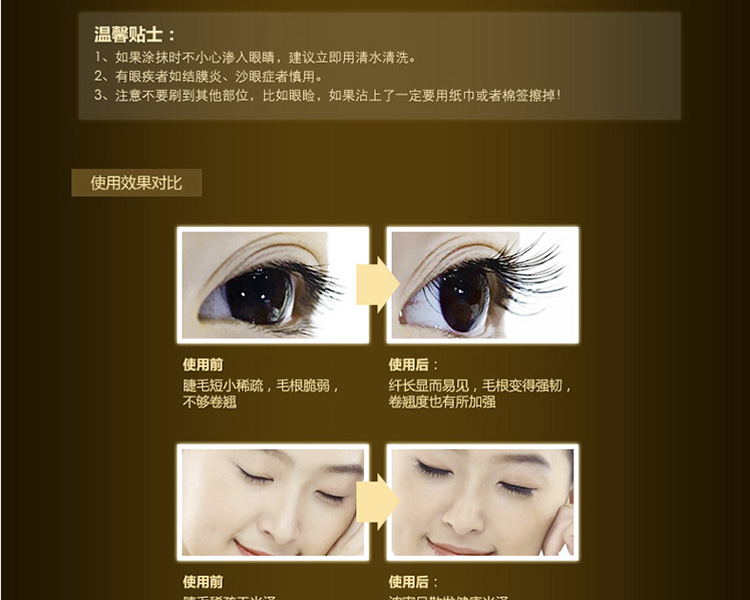 温馨贴士：
1、如果涂抹时不小心渗入眼睛，建议立即用清水清洗。
2、有眼疾者如结膜炎、沙眼症者慎用。
3、注意不要刷到其他部位，比如眼睑，如果沾上了一定要用纸巾或者棉签擦掉！
使用效果对比
使用前
睫毛短小稀疏，毛根脆弱，
不够卷翘
使用后：
纤长显而易见，毛根变得强韧，
卷翘度也有所加强
使用前
使用后：